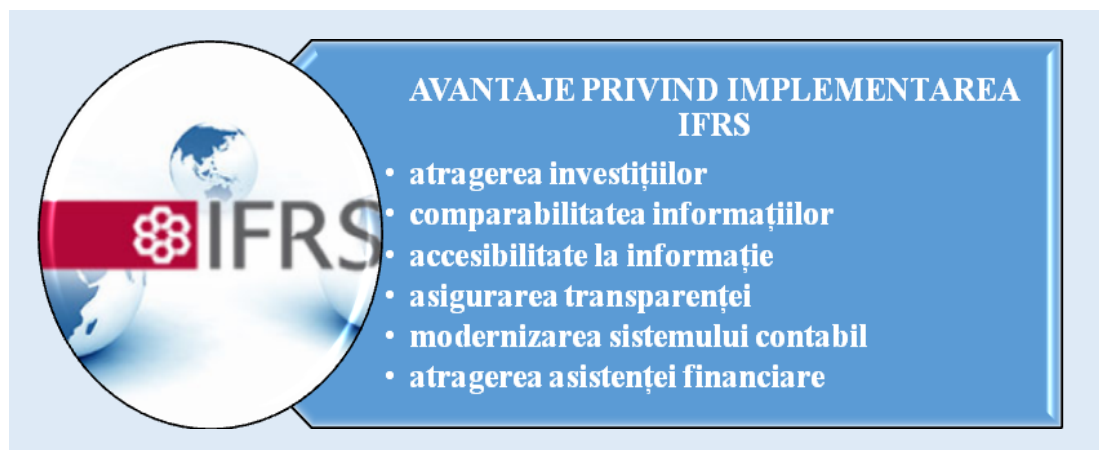 IFRS
AVANTAJE PRIVIND IMPLEMENTAREA
IFRS
• atragerea investițiilor
• comparabilitatea informațiilor
• accesibilitate la informație
• asigurarea transparenței
• modernizarea sistemului contabil
• atragerea asistenței financiare